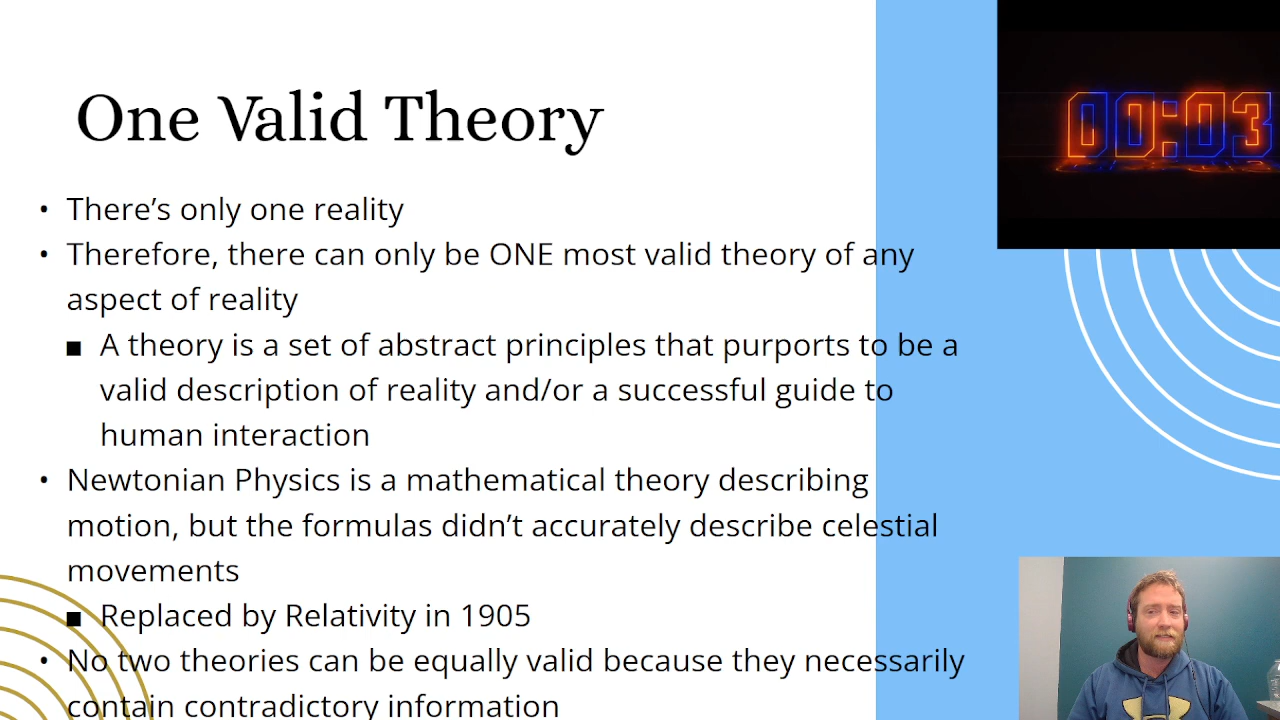 One Valid Theory
00:03
• There’s only one reality
• Therefore, there can only be ONE most valid theory of any
aspect of reality
■ A theory is a set of abstract principles that purports to be a
valid description of reality and/or a successful guide to
human interaction
• Newtonian Physics is a mathematical theory describing
motion, but the formulas didn’t accurately describe celestial
movements
■ Replaced by Relativity in 1905
• No two theories can be equally valid because they necessarily
contain contradictory information